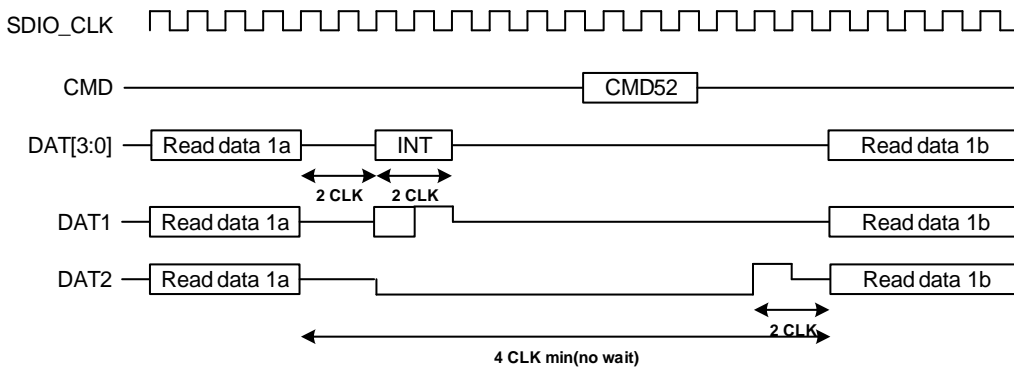 SDIO_CLK
CMD CMD52
DAT[3:0] Read data 1a INT Read data 1b
2 CLK 2 CLK
DAT1 Read data 1a Read data 1b
DAT2 Read data 1a Read data 1b
2 CLK
4 CLK min(no wait)